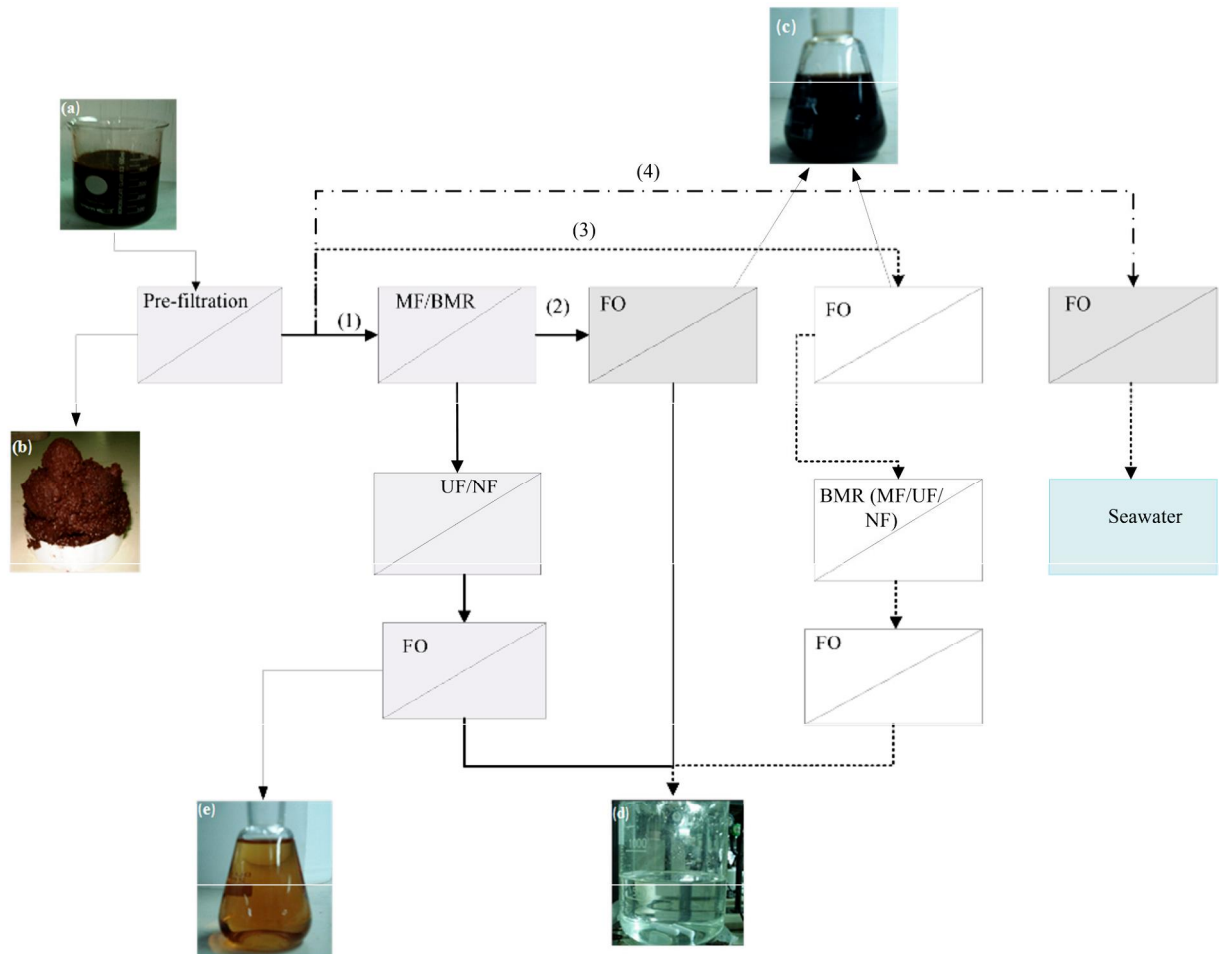 (c)
(a)
(4)
(3)
Pre-filtration
(1)
MF/BMR
(2)
FO
FO
FO
(b)
UF/NF
BMR (MF/UF/
NF)
Seawater
FO
FO
(e)
(d)
1000